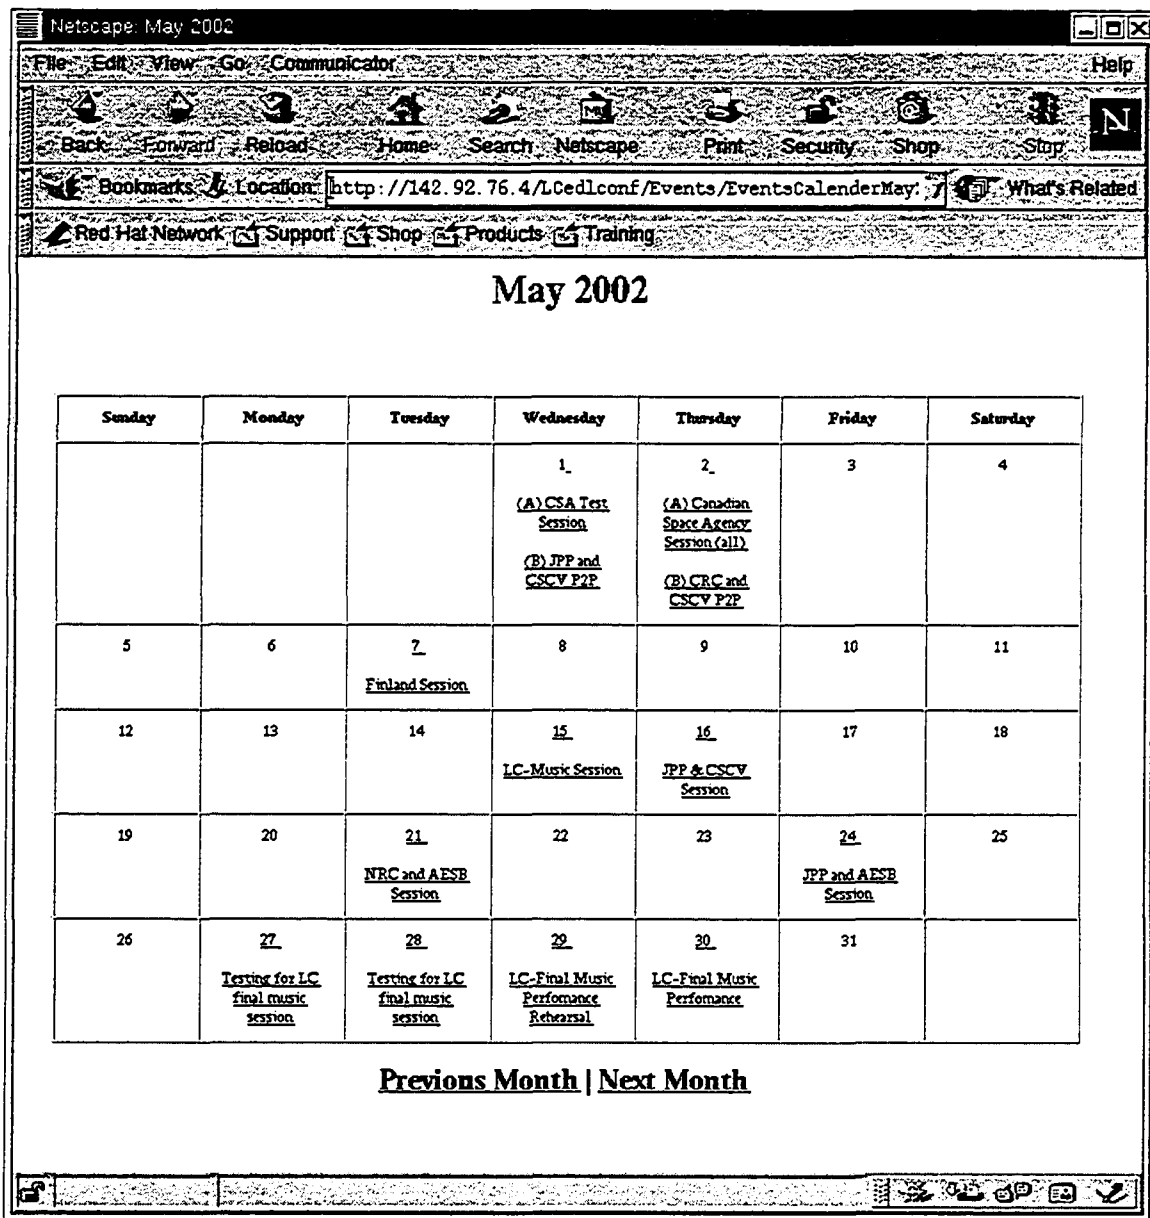 Netscape: May 2002
File Edit View Go Communicator Help
Back Forward Reload Home Search Netscape Print Security Shop Stop
N
Bookmarks Location: http://142.92.76.4/LCedlconf/Events/EventsCalenderMay What's Related
Red Hat Network Support Shop Products Training
May 2002
Sunday Monday Tuesday Wednesday Thursday Friday Saturday
1 2 3 4
(A) CSA Test Session
(B) JPP and CSCV P2P
(A) Canadian Space Agency Session (all)
(B) CRC and CSCV P2P
5 6 7 8 9 10 11
Finland Session
12 13 14 15 16 17 18
LC-Music Session
JPP & CSCV Session
19 20 21 22 23 24 25
NRC and AESB Session
JPP and AESB Session
26 27 28 29 30 31
Testing for LC final music session
Testing for LC final music session
LC-Final Music Perfomance Rehearsal
LC-Final Music Perfomance
Previous Month | Next Month